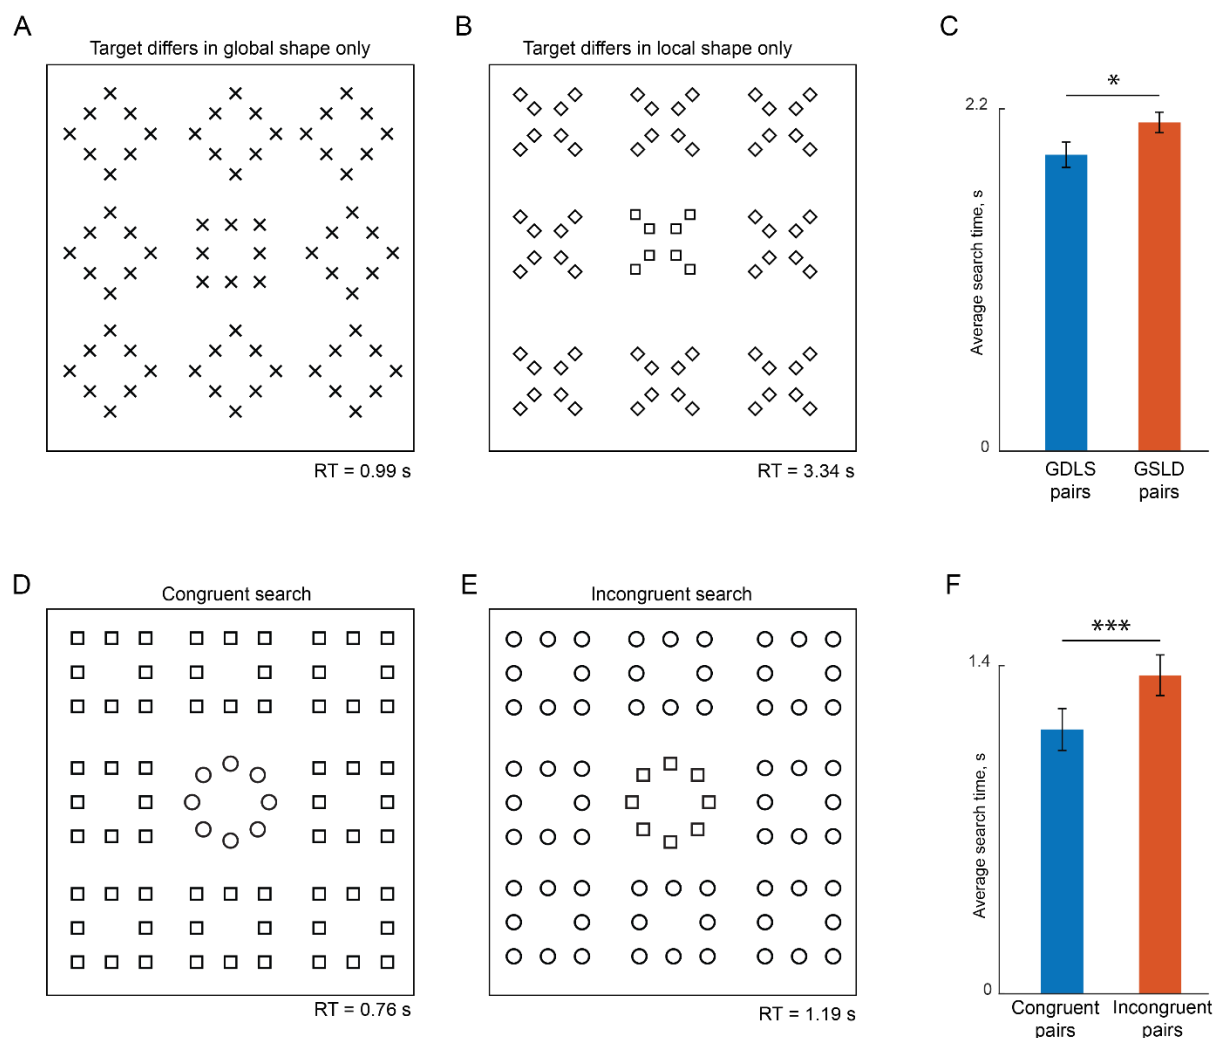 A
Target differs in global shape only
RT = 0.99 s
B
Target differs in local shape only
RT = 3.34 s
C
*
2.2
Average search time, s
0
GDLS
pairs
GSLD
pairs
D
Congruent search
RT = 0.76 s
E
Incongruent search
RT = 1.19 s
F
***
1.4
Average search time, s
0
Congruent
pairs
Incongruent
pairs